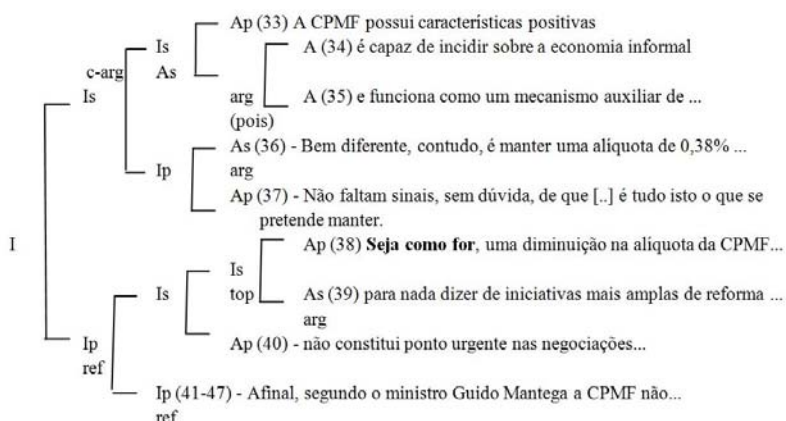 Ap (33) A CPMF possui características positivas
Is
A (34) é capaz de incidir sobre a economia informal
c-arg
As
Is
arg
A (35) e funciona como um mecanismo auxiliar de ...
(pois)
As (36) - Bem diferente, contudo, é manter uma alíquota de 0,38% ...
Ip
arg
Ap (37) - Não faltam sinais, sem dúvida, de que [..] é tudo isto o que se
pretende manter.
I
Ap (38) Seja como for, uma diminuição na alíquota da CPMF...
Is
Is
top
As (39) para nada dizer de iniciativas mais amplas de reforma ...
arg
Ip
Ap (40) - não constitui ponto urgente nas negociações...
ref
Ip (41-47) - Afinal, segundo o ministro Guido Mantega a CPMF não...
ref